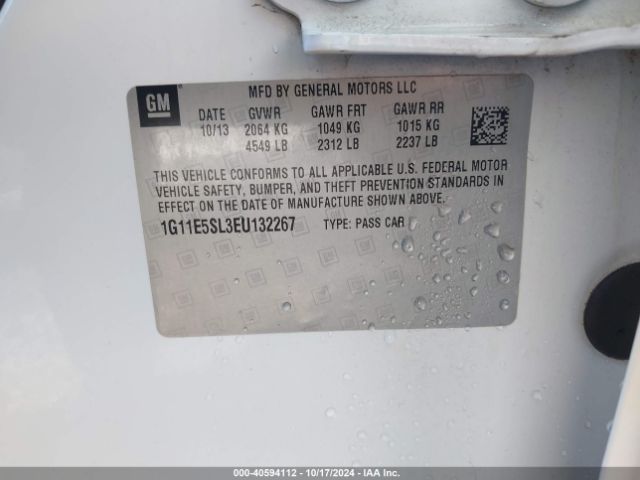 GM
MFD BY GENERAL MOTORS LLC
DATE GVWR GAWR FRT GAWR RR
10/13 2064 KG 1049 KG 1015 KG
4549 LB 2312 LB 2237 LB
THIS VEHICLE CONFORMS TO ALL APPLICABLE U.S. FEDERAL MOTOR
VEHICLE SAFETY, BUMPER, AND THEFT PREVENTION STANDARDS IN
EFFECT ON THE DATE OF MANUFACTURE SHOWN ABOVE.
1G11E5SL3EU132267 TYPE: PASS CAR
000-40594112 - 10/17/2024 - IAAI.com